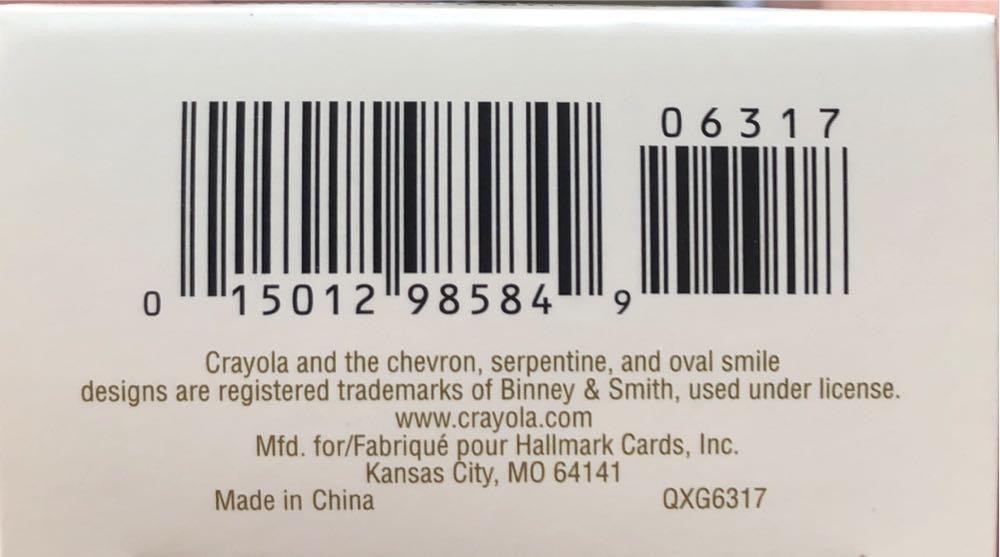 06317
0 15012 98584 9
Crayola and the chevron, serpentine, and oval smile
designs are registered trademarks of Binney & Smith, used under license.
www.crayola.com
Mfd. for/Fabriqué pour Hallmark Cards, Inc.
Kansas City, MO 64141
Made in China QXG6317